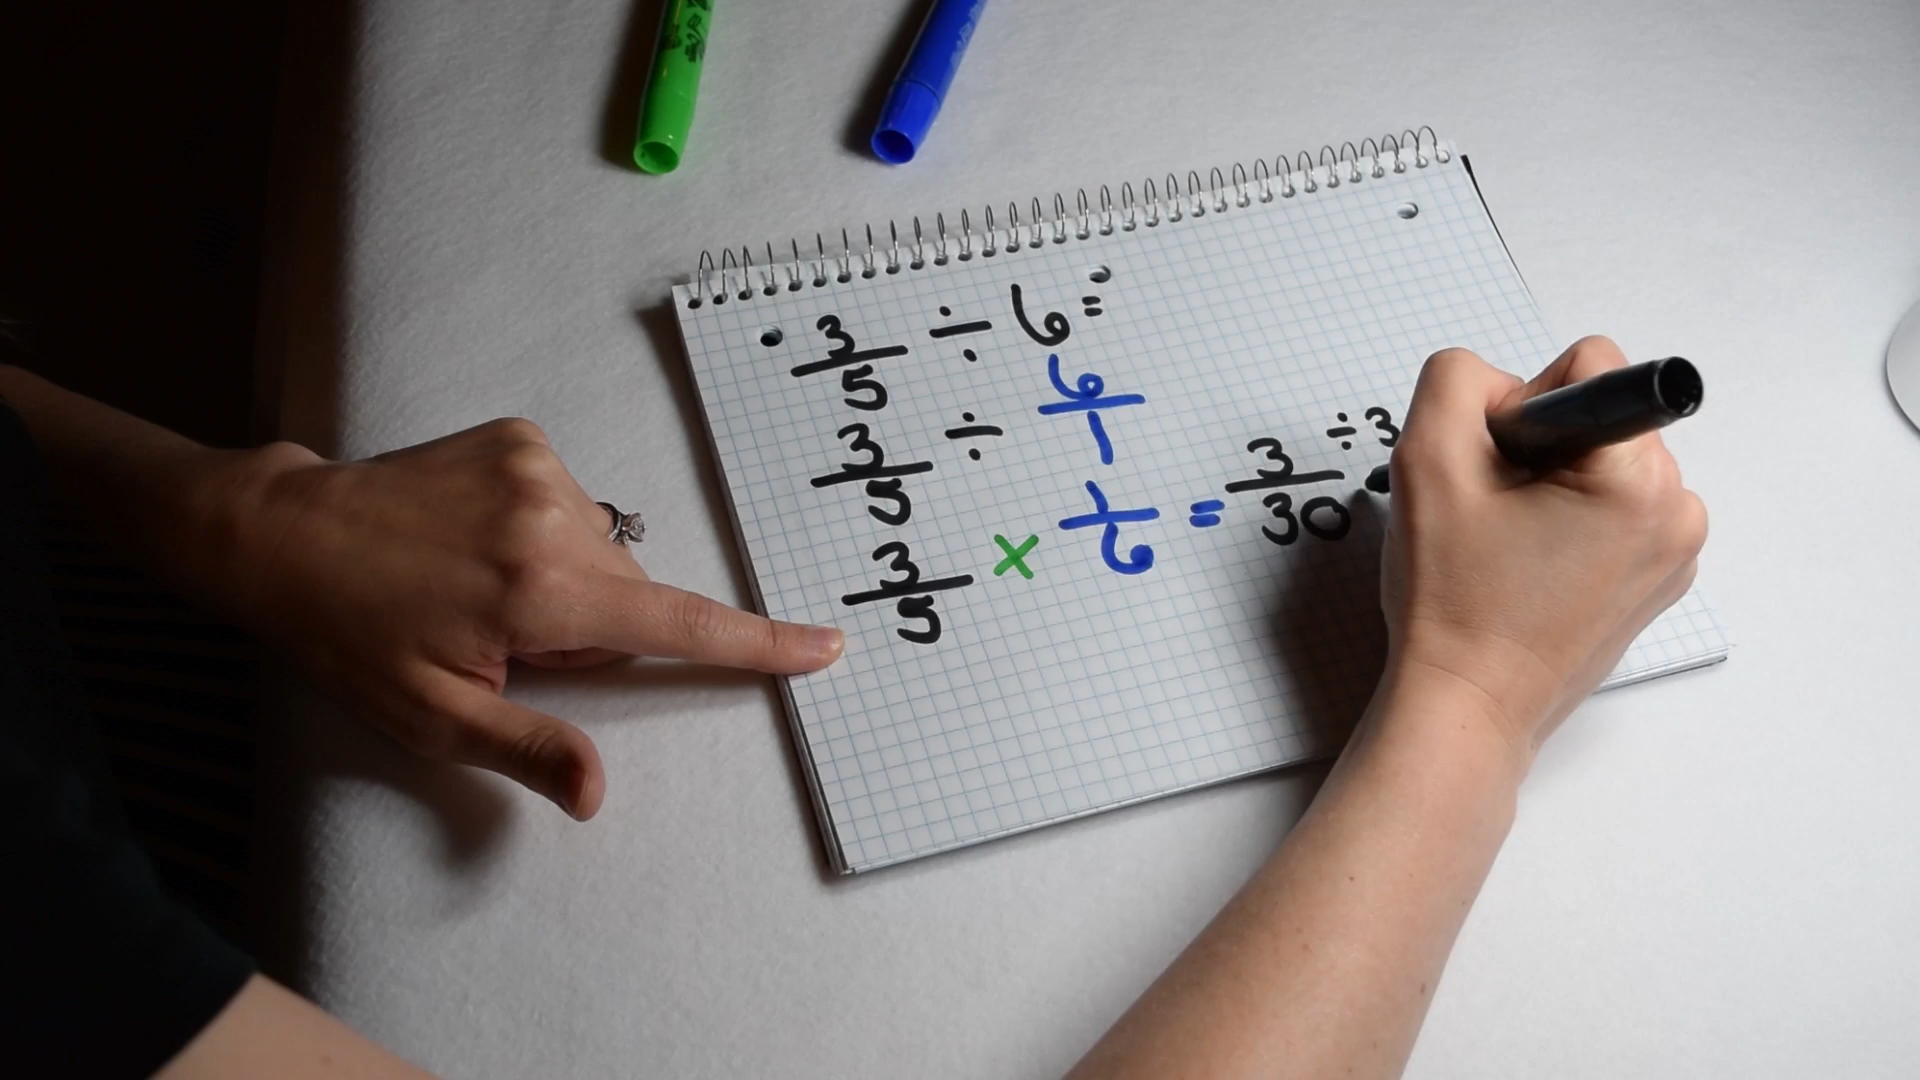 3/5 ÷ 6 =
3/5 ÷ 6/1
3/5 × 1/6 = 3/30 ÷ 3